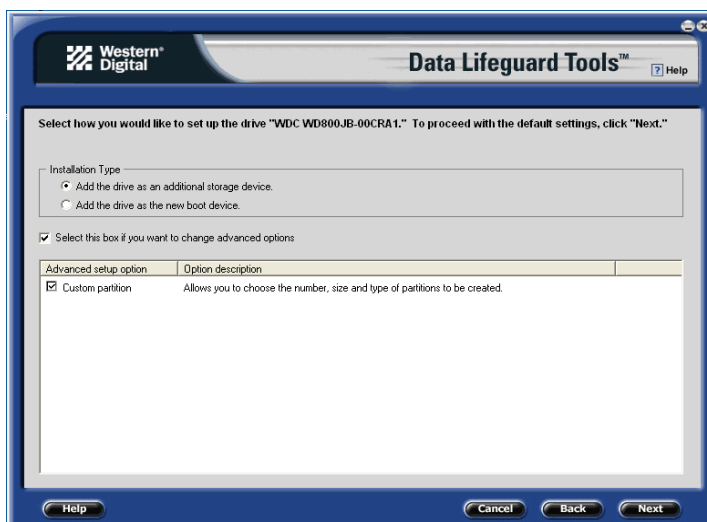 Western®
Digital
Data Lifeguard Tools™
? Help
Select how you would like to set up the drive "WDC WD800JB-00CRA1." To proceed with the default settings, click "Next."
Installation Type
Add the drive as an additional storage device.
Add the drive as the new boot device.
Select this box if you want to change advanced options
Advanced setup option Option description
Custom partition Allows you to choose the number, size and type of partitions to be created.
Help Cancel Back Next